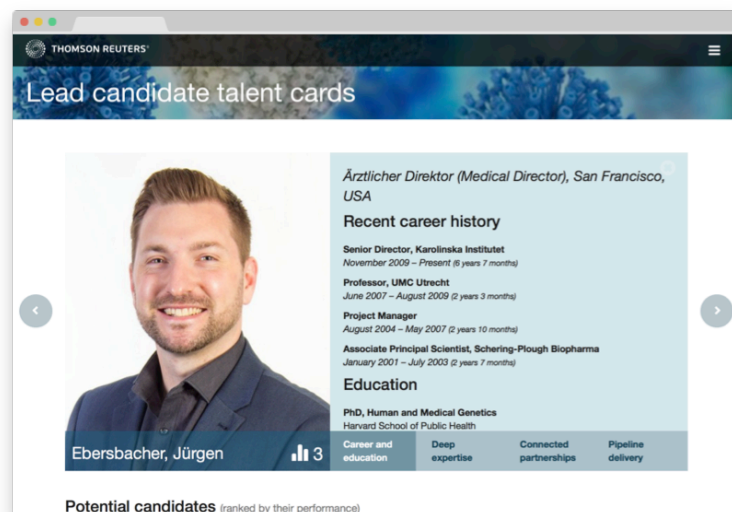 THOMSON REUTERS®
Lead candidate talent cards
Ärztlicher Direktor (Medical Director), San Francisco,
USA
Recent career history
Senior Director, Karolinska Institutet
November 2009 – Present (6 years 7 months)
Professor, UMC Utrecht
June 2007 – August 2009 (2 years 3 months)
Project Manager
August 2004 – May 2007 (2 years 10 months)
Associate Principal Scientist, Schering-Plough Biopharma
January 2001 – July 2003 (2 years 7 months)
Education
PhD, Human and Medical Genetics
Harvard School of Public Health
Ebersbacher, Jürgen 3
Career and education
Deep expertise
Connected partnerships
Pipeline delivery
Potential candidates (ranked by their performance)